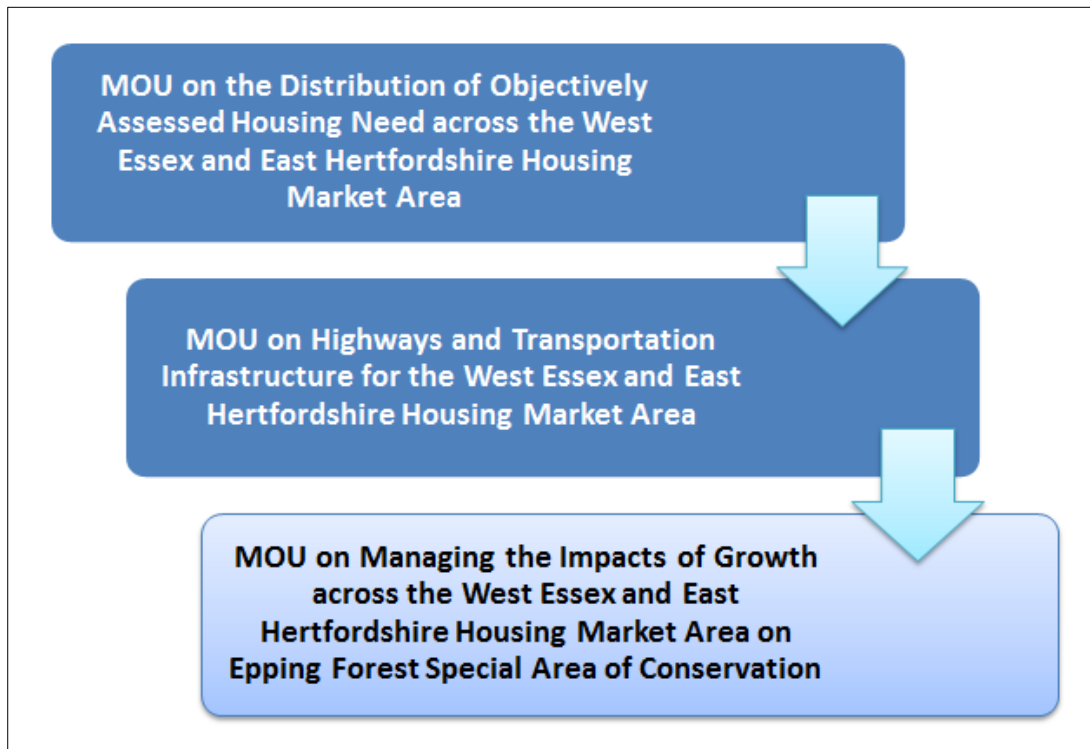 MOU on the Distribution of Objectively
Assessed Housing Need across the West
Essex and East Hertfordshire Housing
Market Area
MOU on Highways and Transportation
Infrastructure for the West Essex and East
Hertfordshire Housing Market Area
MOU on Managing the Impacts of Growth
across the West Essex and East
Hertfordshire Housing Market Area on
Epping Forest Special Area of Conservation